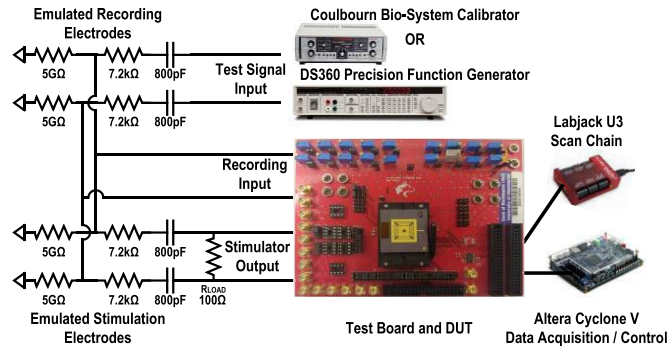 Emulated Recording
Electrodes
Coulbourn Bio-System Calibrator
OR
5GΩ
7.2kΩ
800pF
Test Signal
Input
DS360 Precision Function Generator
5GΩ
7.2kΩ
800pF
Labjack U3
Scan Chain
Recording
Input
Stimulator
Output
5GΩ
7.2kΩ
800pF
RLOAD
100Ω
5GΩ
7.2kΩ
800pF
Emulated Stimulation
Electrodes
Test Board and DUT
Altera Cyclone V
Data Acquisition / Control